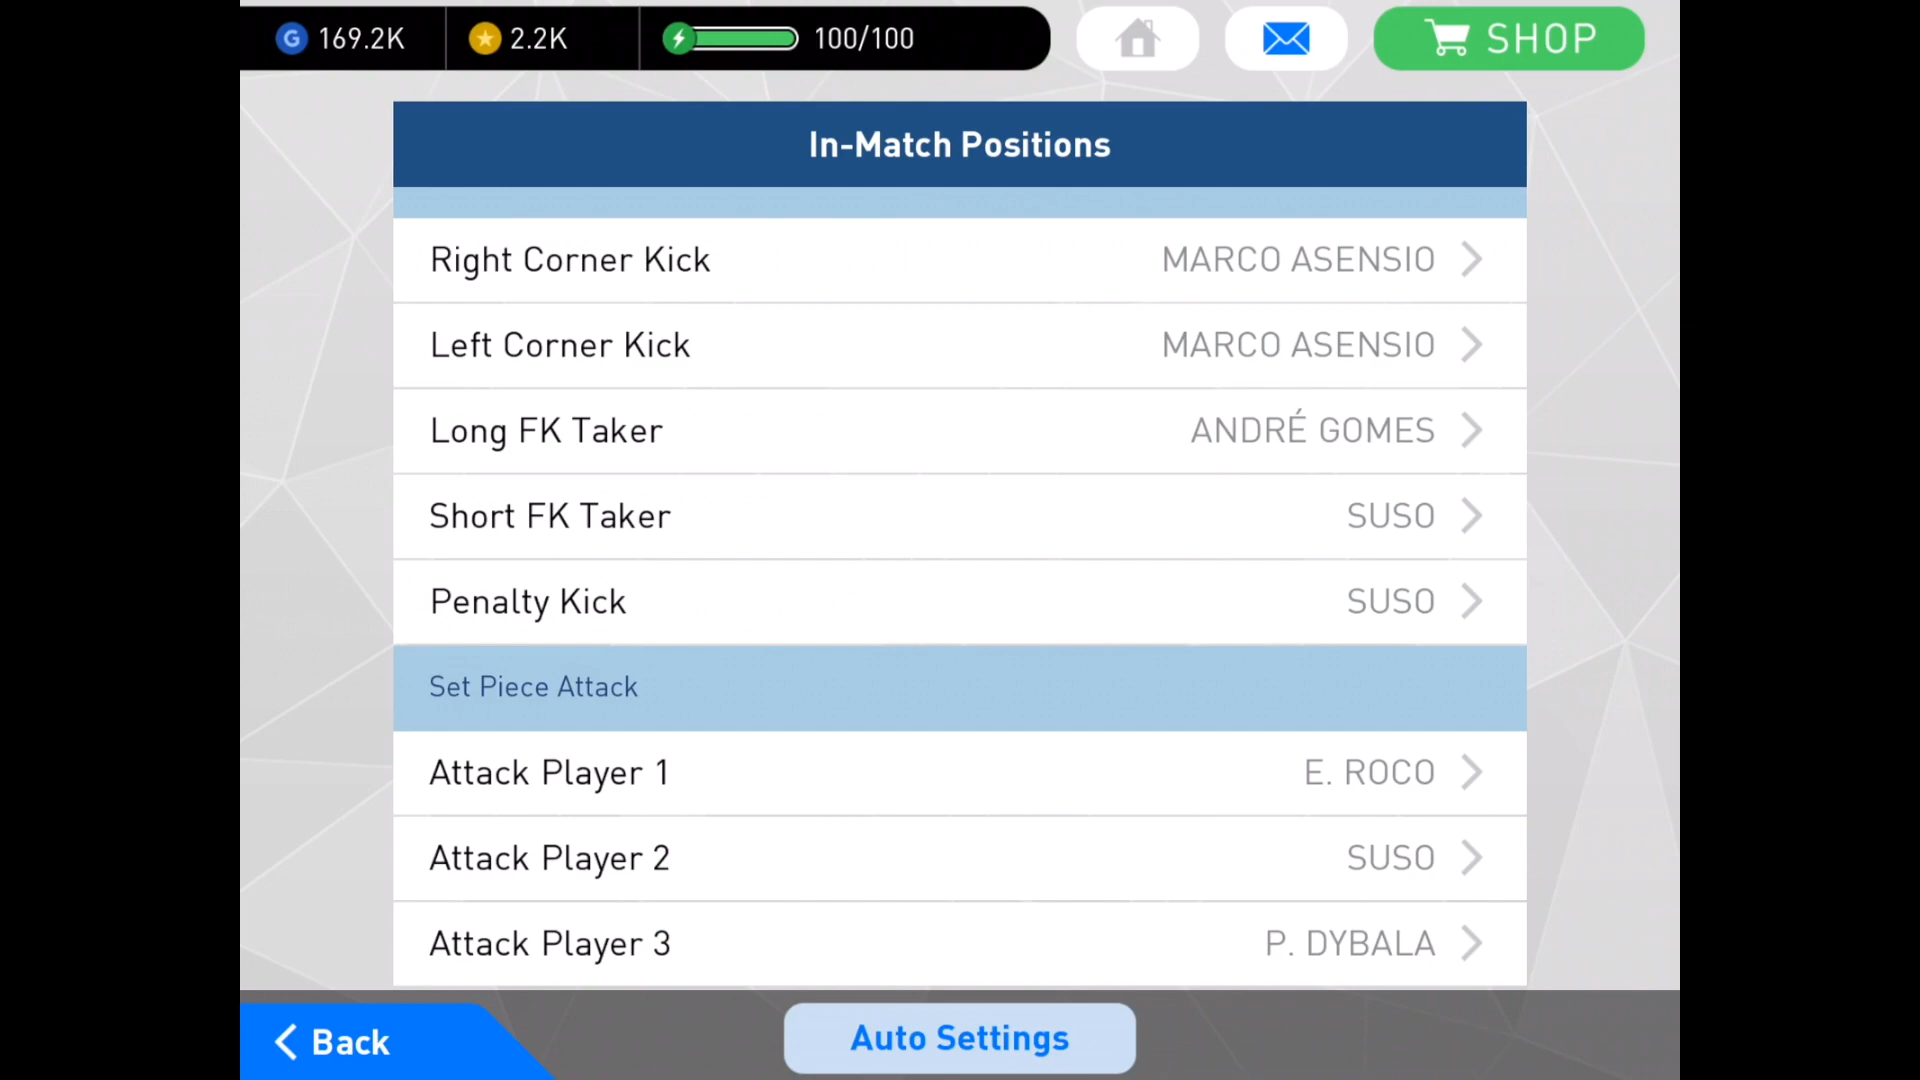 G 169.2K 2.2K 100/100 SHOP
In-Match Positions
Right Corner Kick MARCO ASENSIO
Left Corner Kick MARCO ASENSIO
Long FK Taker ANDRÉ GOMES
Short FK Taker SUSO
Penalty Kick SUSO
Set Piece Attack
Attack Player 1 E. ROCO
Attack Player 2 SUSO
Attack Player 3 P. DYBALA
Back Auto Settings